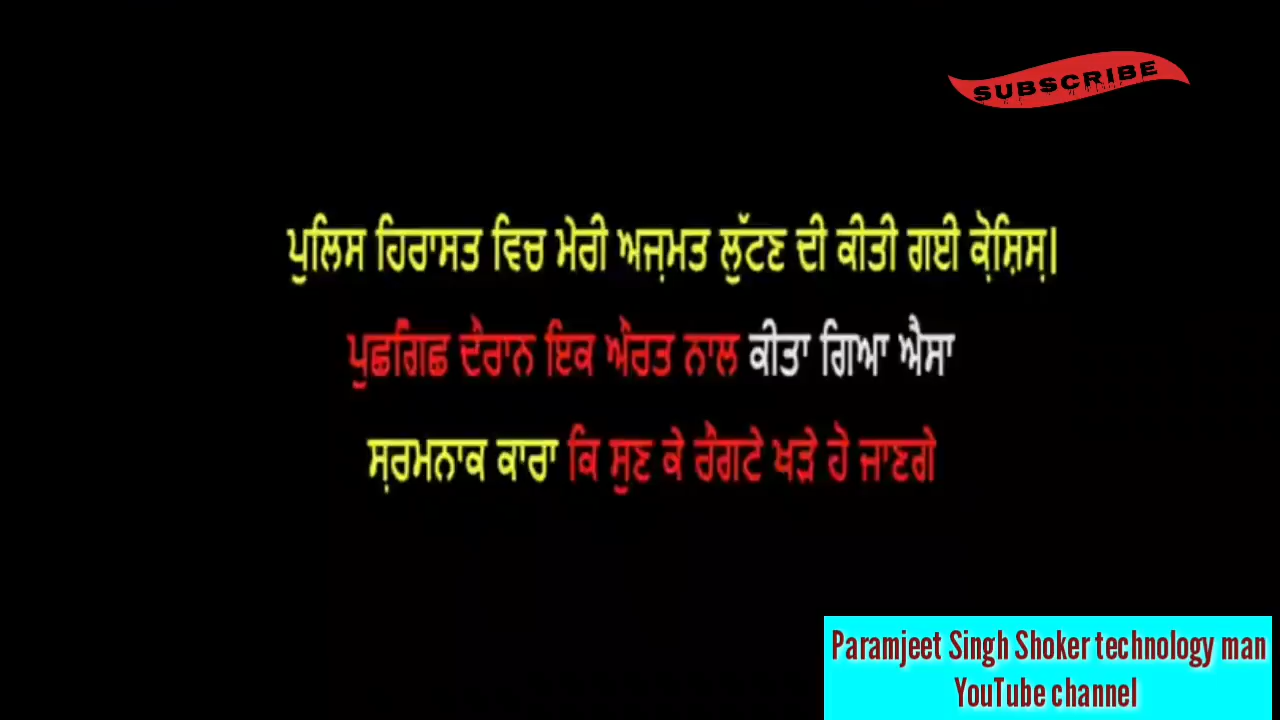 SUBSCRIBE
ਪੁਲਿਸ ਹਿਰਾਸਤ ਵਿਚ ਮੇਰੀ ਅਜ਼ਮਤ ਲੁੱਟਣ ਦੀ ਕੀਤੀ ਗਈ ਕੋ਼ਸਿ਼ਸ਼।
ਪੁਛਗਿੱਛ ਦੌਰਾਨ ਇਕ ਔਰਤ ਨਾਲ ਕੀਤਾ ਗਿਆ ਐਸਾ
ਸ਼ਰਮਨਾਕ ਕਾਰਾ ਕਿ ਸੁਣ ਕੇ ਰੌਂਗਟੇ ਖੜੇ ਹੋ ਜਾਣਗੇ
Paramjeet Singh Shoker technology man
YouTube channel